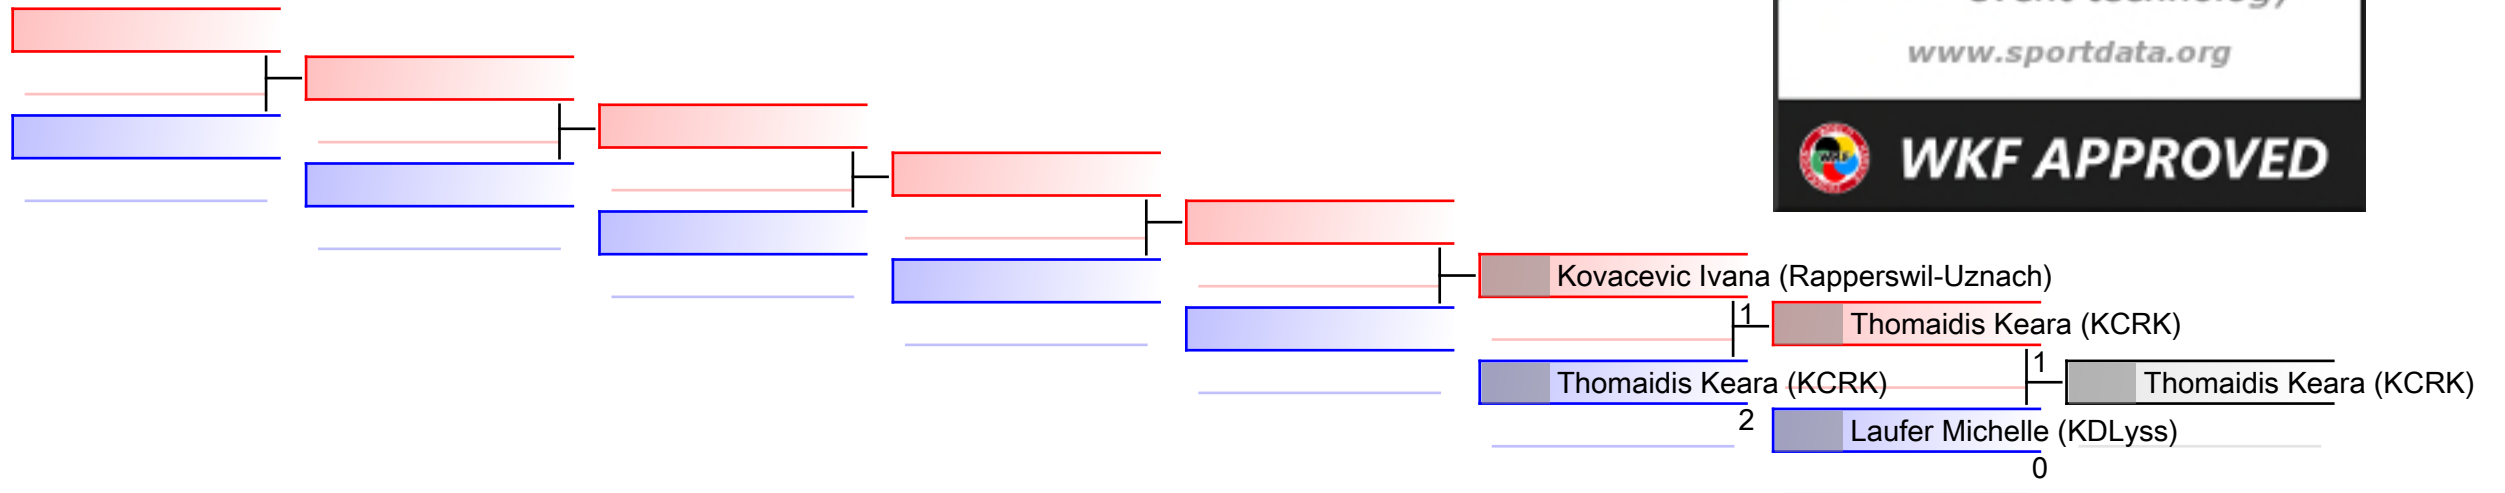 www.sportdata.org
WKF APPROVED
Kovacevic Ivana (Rapperswil-Uznach)
1
Thomaidis Keara (KCRK)
1
Thomaidis Keara (KCRK)
Thomaidis Keara (KCRK)
2
Laufer Michelle (KDLyss)
0